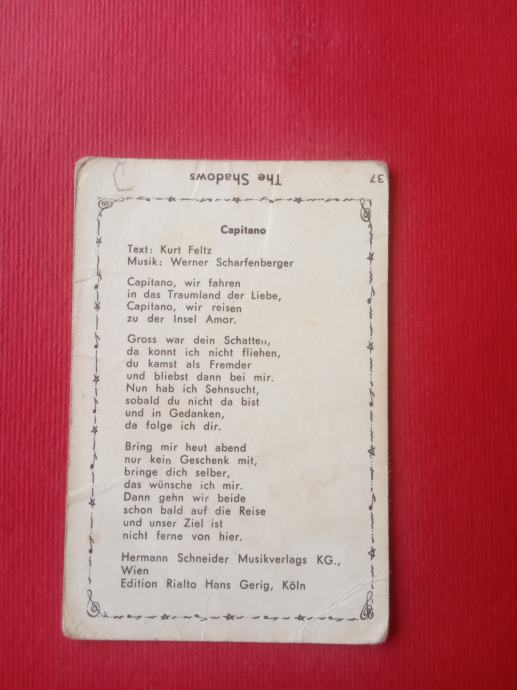 37
The Shadows
Capitano
Text: Kurt Feltz
Musik: Werner Scharfenberger
Capitano, wir fahren
in das Traumland der Liebe,
Capitano, wir reisen
zu der Insel Amor.
Gross war dein Schatten,
da konnt ich nicht fliehen,
du kamst als Fremder
und bliebst dann bei mir.
Nun hab ich Sehnsucht,
sobald du nicht da bist
und in Gedanken,
da folge ich dir.
Bring mir heut abend
nur kein Geschenk mit,
bringe dich selber,
das wünsche ich mir.
Dann gehn wir beide
schon bald auf die Reise
und unser Ziel ist
nicht ferne von hier.
Hermann Schneider Musikverlags KG.,
Wien
Edition Rialto Hans Gerig, Köln